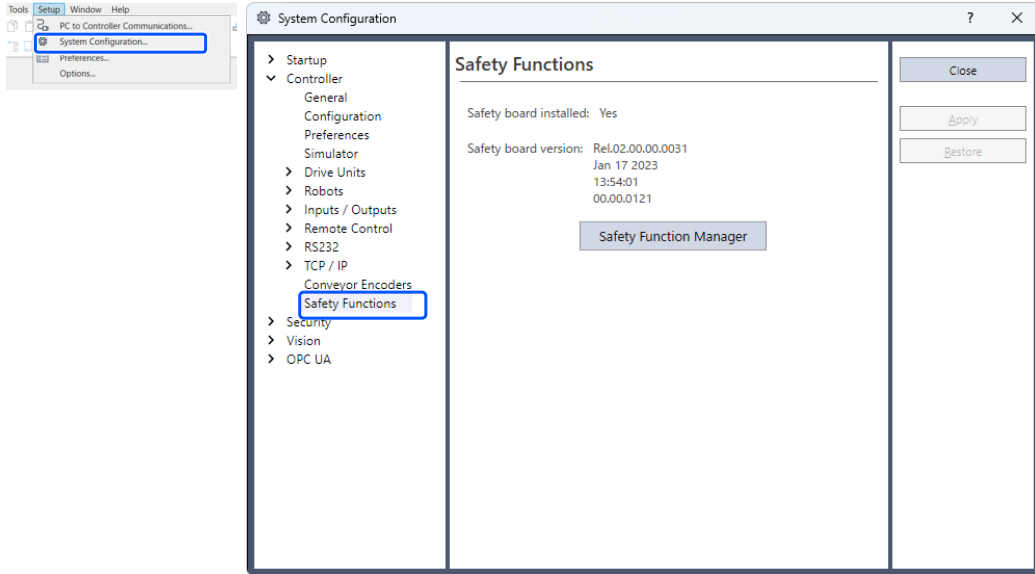 Tools Setup Window Help
PC to Controller Communications...
System Configuration...
Preferences...
Options...
System Configuration
? ×
Startup
Controller
General
Configuration
Preferences
Simulator
Drive Units
Robots
Inputs / Outputs
Remote Control
RS232
TCP / IP
Conveyor Encoders
Safety Functions
Security
Vision
OPC UA
Safety Functions
Safety board installed: Yes
Safety board version: Rel.02.00.00.0031
Jan 17 2023
13:54:01
00.00.0121
Safety Function Manager
Close
Apply
Restore